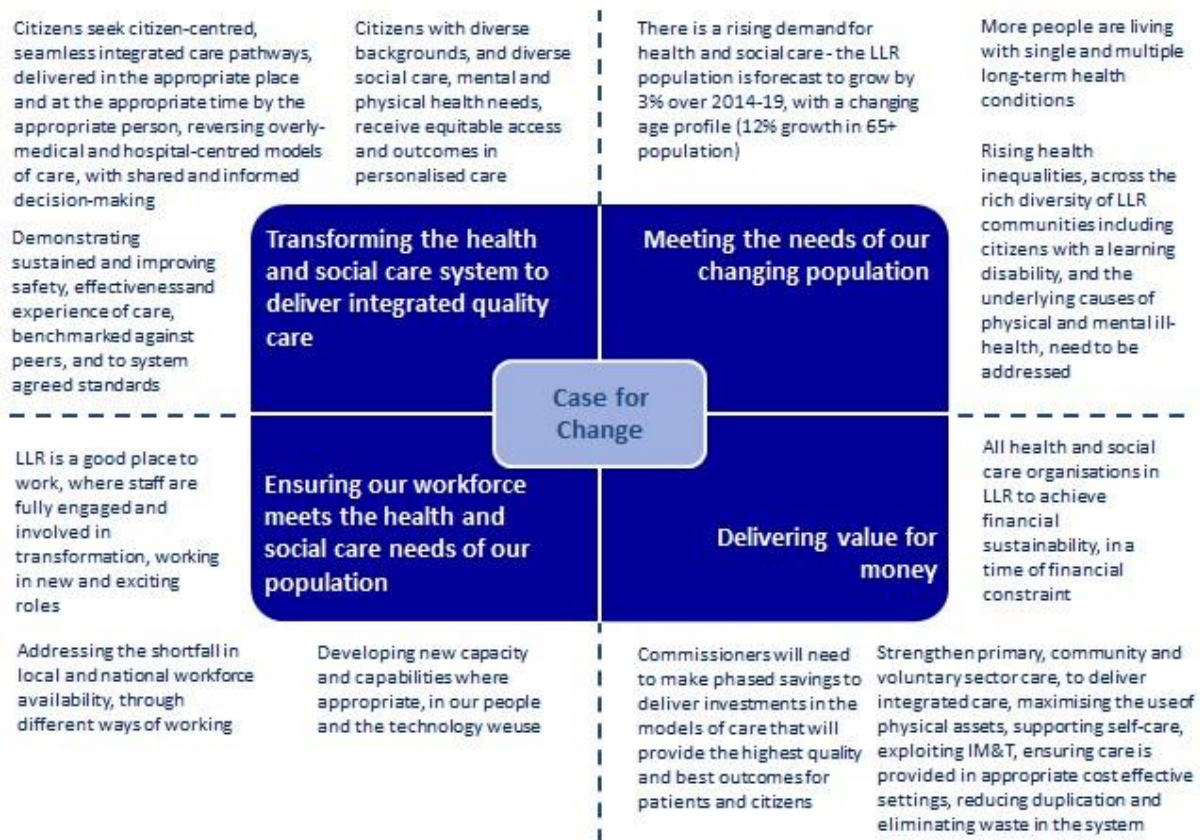 Citizens seek citizen-centred,
seamless integrated care pathways,
delivered in the appropriate place
and at the appropriate time by the
appropriate person, reversing overly-
medical and hospital-centred models
of care, with shared and informed
decision-making
Citizens with diverse
backgrounds, and diverse
social care, mental and
physical health needs,
receive equitable access
and outcomes in
personalised care
There is a rising demand for
health and social care - the LLR
population is forecast to grow by
3% over 2014-19, with a changing
age profile (12% growth in 65+
population)
More people are living
with single and multiple
long-term health
conditions
Demonstrating
sustained and improving
safety, effectivenessand
experience of care,
benchmarked against
peers, and to system
agreed standards
Transforming the health
and social care system to
deliver integrated quality
care
Meeting the needs of our
changing population
Rising health
inequalities, across the
rich diversity of LLR
communities including
citizens with a learning
disability, and the
underlying causes of
physical and mental ill-
health, need to be
addressed
Case for
Change
LLR is a good place to
work, where staff are
fully engaged and
involved in
transformation, working
in new and exciting
roles
Ensuring our workforce
meets the health and
social care needs of our
population
Delivering value for
money
All health and social
care organisations in
LLR to achieve
financial
sustainability, in a
time of financial
constraint
Addressing the shortfall in
local and national workforce
availability, through
different ways of working
Developing new capacity
and capabilities where
appropriate, in our people
and the technology weuse
Commissioners will need
to make phased savings to
deliver investments in the
models of care that will
provide the highest quality
and best outcomes for
patients and citizens
Strengthen primary, community and
voluntary sector care, to deliver
integrated care, maximising the use of
physical assets, supporting self-care,
exploiting IM&T, ensuring care is
provided in appropriate cost effective
settings, reducing duplication and
eliminating waste in the system